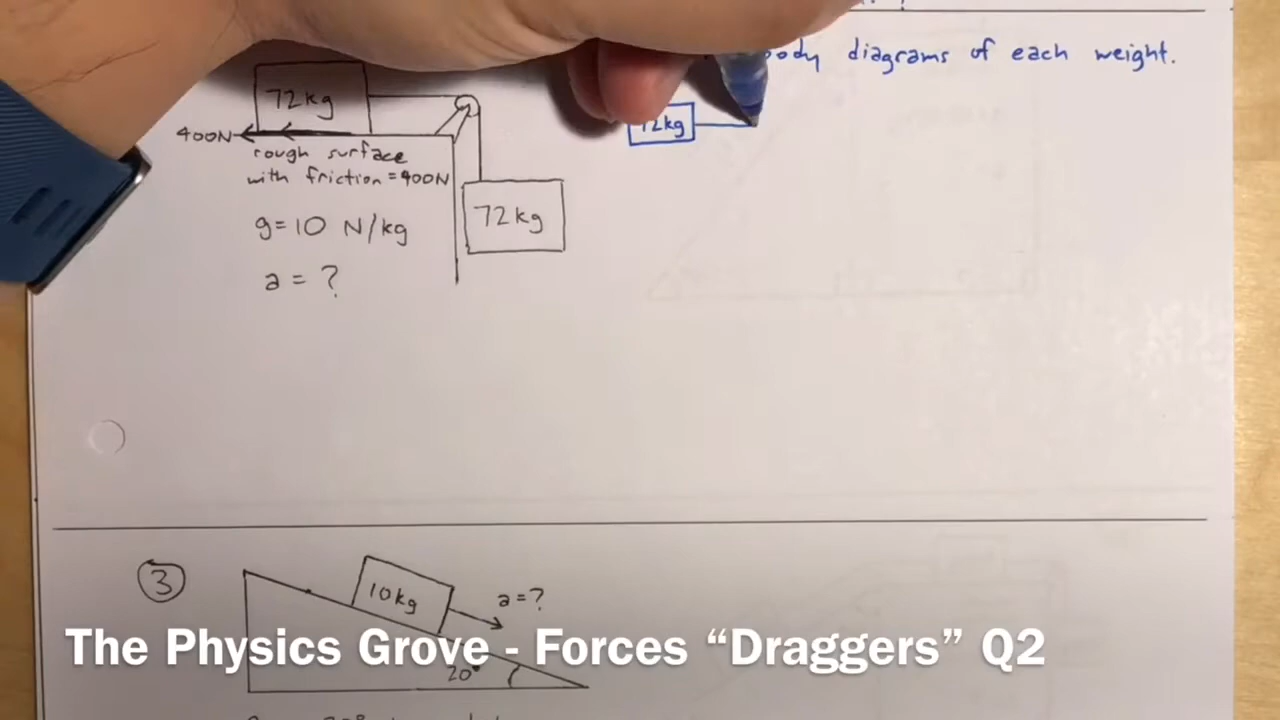 body diagrams of each weight.
72kg
72kg
400N
rough surface
with friction = 400N
72kg
g=10 N/kg
a = ?
3
10kg
a=?
20°
The Physics Grove - Forces “Draggers” Q2